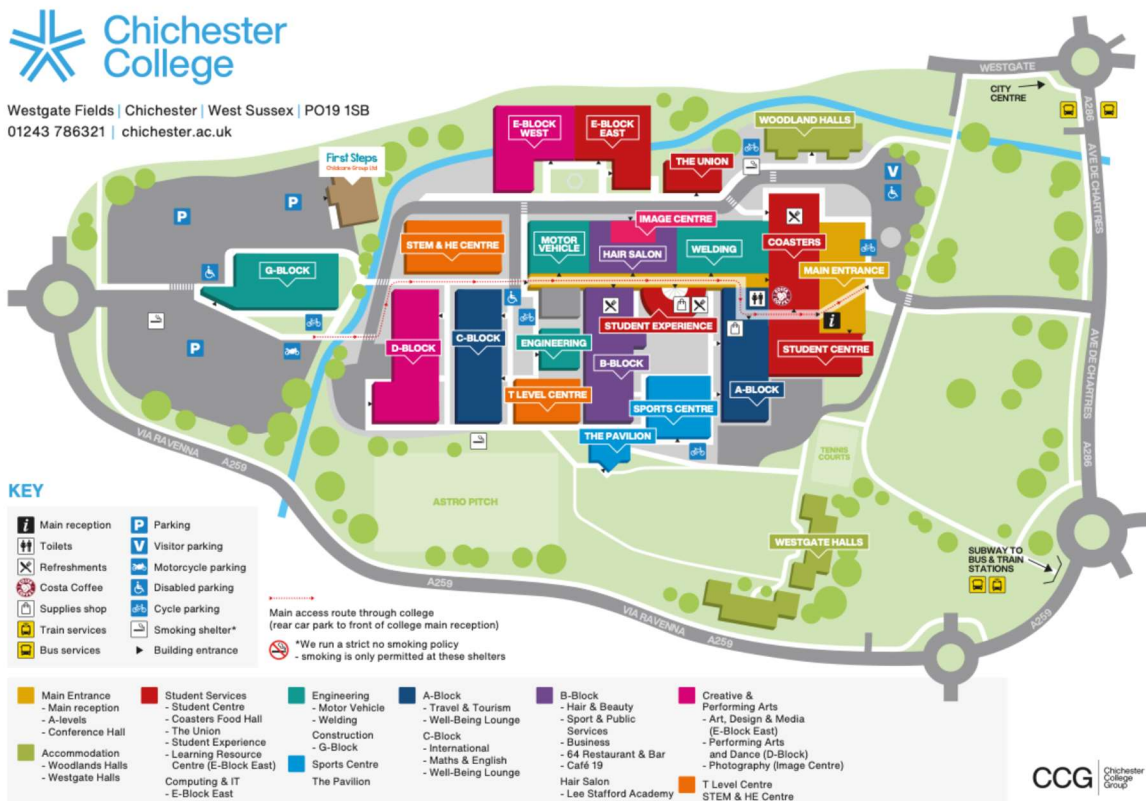 Chichester
College
Westgate Fields | Chichester | West Sussex | PO19 1SB
01243 786321 | chichester.ac.uk
WESTGATE
CITY
CENTRE
A286
AVE DE CHARTRES
E-BLOCK
WEST
E-BLOCK
EAST
WOODLAND HALLS
THE UNION
First Steps
Childcare Group Ltd
P
P
V
IMAGE CENTRE
STEM & HE CENTRE
MOTOR
VEHICLE
HAIR SALON
WELDING
COASTERS
MAIN ENTRANCE
G-BLOCK
P
STUDENT EXPERIENCE
i
D-BLOCK
C-BLOCK
ENGINEERING
B-BLOCK
STUDENT CENTRE
A-BLOCK
T LEVEL CENTRE
SPORTS CENTRE
THE PAVILION
AVE DE CHARTRES
A286
VIA RAVENNA
A259
TENNIS
COURTS
ASTRO PITCH
WESTGATE HALLS
SUBWAY TO
BUS & TRAIN
STATIONS
A259
VIA RAVENNA
A259
A259
KEY
i Main reception
Toilets
Refreshments
Costa Coffee
Supplies shop
Train services
Bus services
P Parking
V Visitor parking
Motorcycle parking
Disabled parking
Cycle parking
Smoking shelter*
Building entrance
Main access route through college
(rear car park to front of college main reception)
*We run a strict no smoking policy
- smoking is only permitted at these shelters
Main Entrance
- Main reception
- A-levels
- Conference Hall
Accommodation
- Woodlands Halls
- Westgate Halls
Student Services
- Student Centre
- Coasters Food Hall
- The Union
- Student Experience
- Learning Resource
Centre (E-Block East)
Computing & IT
- E-Block East
Engineering
- Motor Vehicle
- Welding
Construction
- G-Block
Sports Centre
The Pavilion
A-Block
- Travel & Tourism
- Well-Being Lounge
C-Block
- International
- Maths & English
- Well-Being Lounge
B-Block
- Hair & Beauty
- Sport & Public
Services
- Business
- 64 Restaurant & Bar
- Café 19
Hair Salon
- Lee Stafford Academy
Creative &
Performing Arts
- Art, Design & Media
(E-Block East)
- Performing Arts
and Dance (D-Block)
- Photography (Image Centre)
T Level Centre
STEM & HE Centre
CCG
Chichester
College
Group